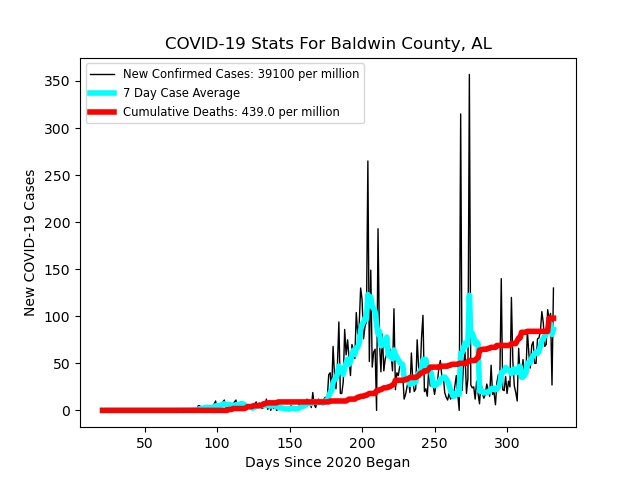 COVID-19 Stats For Baldwin County, AL
New Confirmed Cases: 39100 per million
7 Day Case Average
Cumulative Deaths: 439.0 per million
New COVID-19 Cases
350
300
250
200
150
100
50
0
50 100 150 200 250 300
Days Since 2020 Began